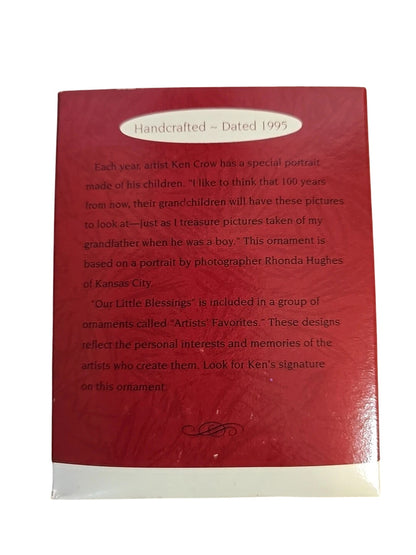 Handcrafted ~ Dated 1995
Each year, artist Ken Crow has a special portrait
made of his children. "I like to think that 100 years
from now, their grandchildren will have these pictures
to look at—just as I treasure pictures taken of my
grandfather when he was a boy." This ornament is
based on a portrait by photographer Rhonda Hughes
of Kansas City.
"Our Little Blessings" is included in a group of
ornaments called "Artists' Favorites." These designs
reflect the personal interests and memories of the
artists who create them. Look for Ken's signature
on this ornament.